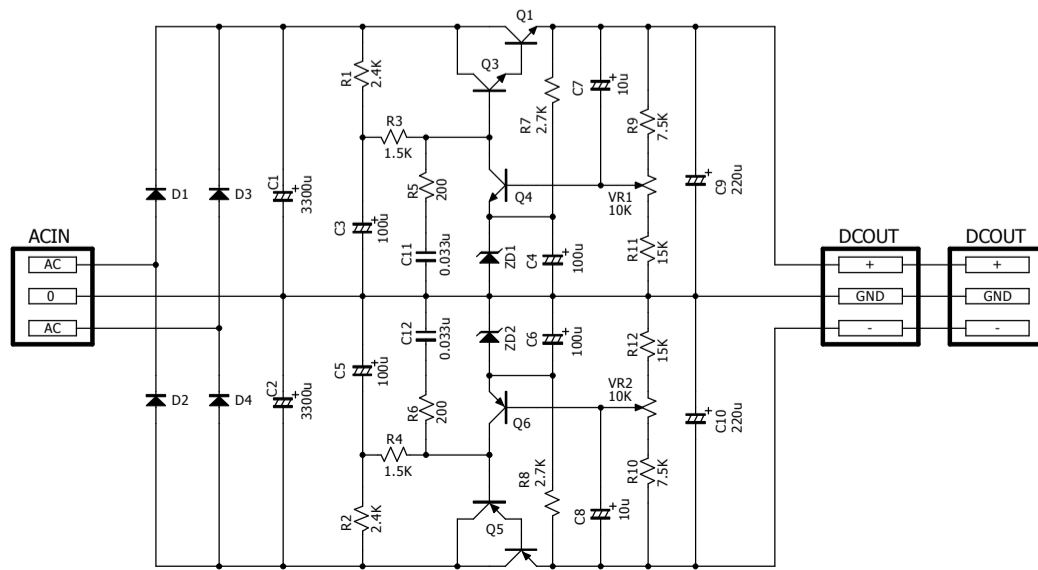 Q1
Q3
R1
2.4K
R7
2.7K
C7
10u
R9
7.5K
R3
1.5K
R5
200
Q4
VR1
10K
C9
220u
D1
D3
C1
3300u
C3
100u
C11
0.033u
ZD1
C4
100u
R11
15K
ACIN
AC
0
AC
DCOUT
+
GND
-
DCOUT
+
GND
-
C12
0.033u
ZD2
C6
100u
R12
15K
C5
100u
D2
D4
C2
3300u
R6
200
Q6
VR2
10K
C10
220u
R4
1.5K
R2
2.4K
R8
2.7K
R10
7.5K
C8
10u
Q5